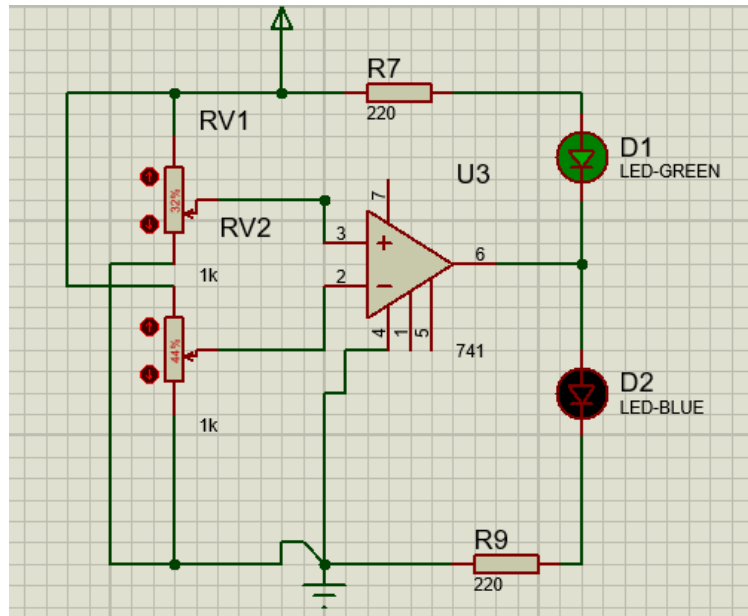 R7
220
RV1
D1
LED-GREEN
U3
32%
RV2
7
3
+
6
1k
2
−
4
1
5
741
44%
D2
LED-BLUE
1k
R9
220